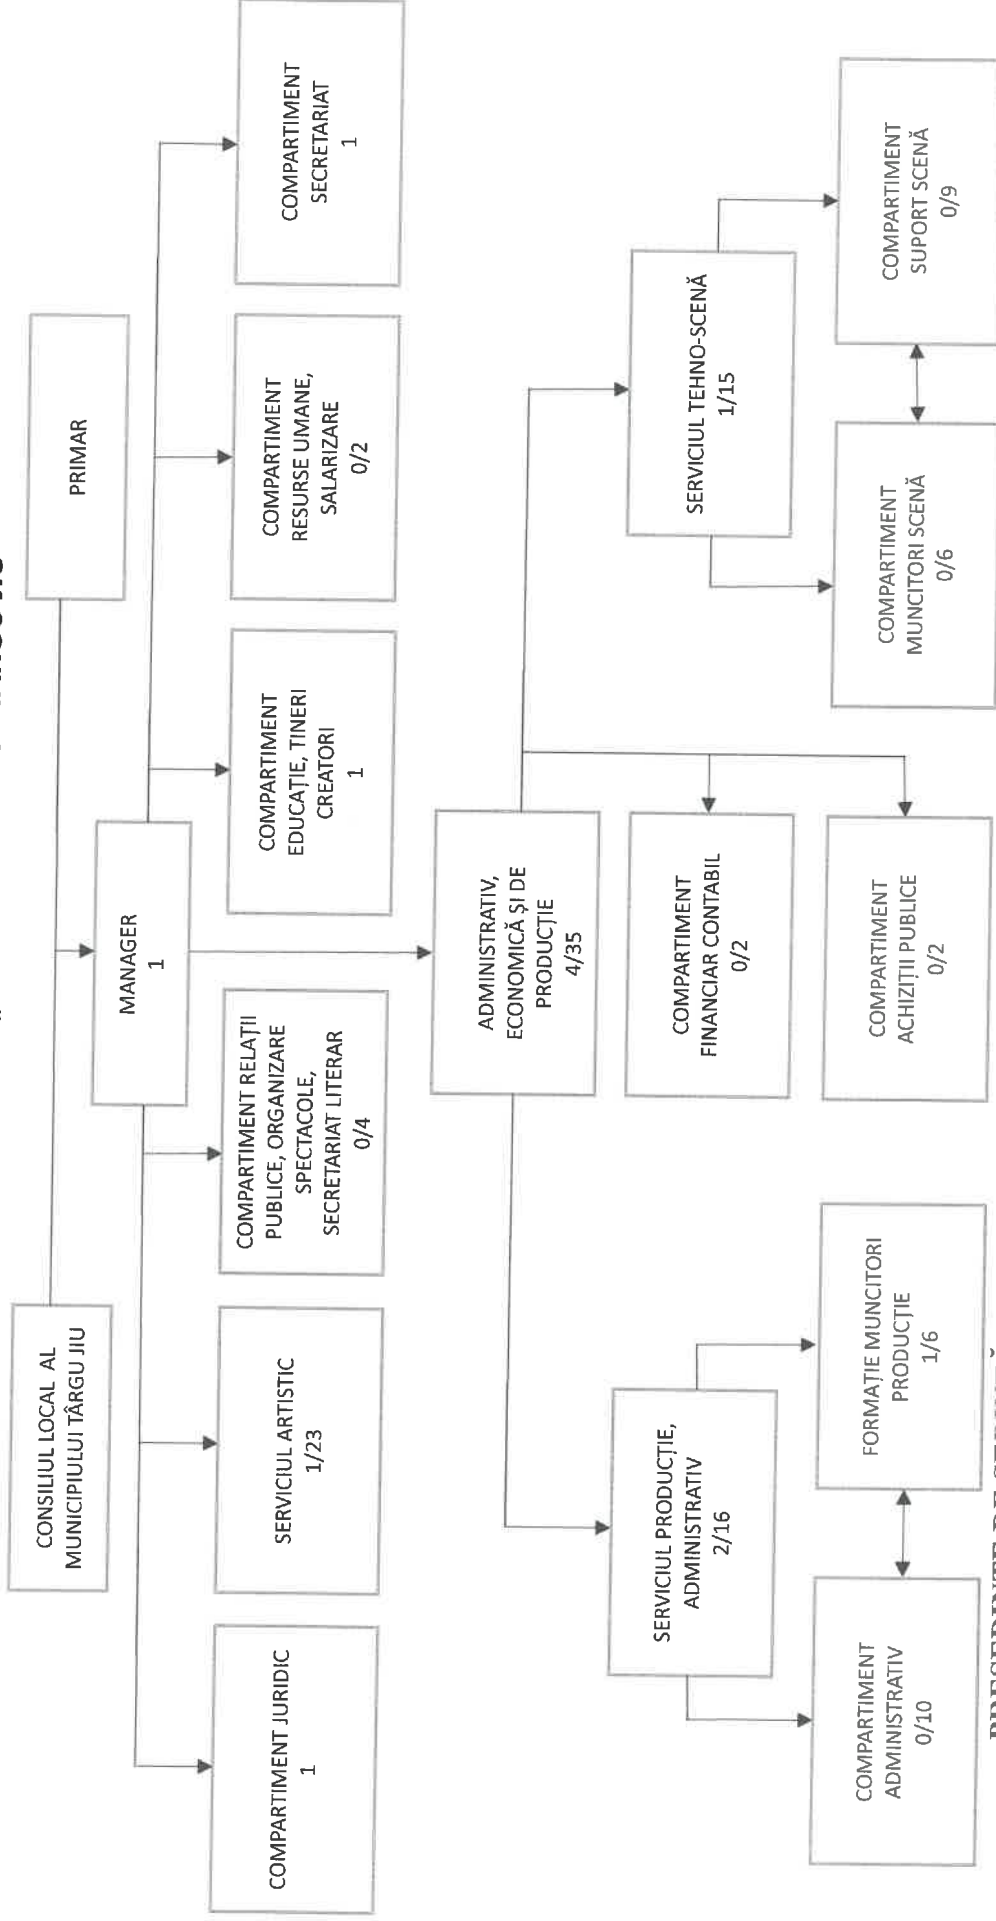 CONSILIUL LOCAL AL
MUNICIPIULUI TÂRGU JIU
PRIMAR
MANAGER
1
COMPARTIMENT JURIDIC
1
SERVICIUL ARTISTIC
1/23
COMPARTIMENT RELAȚII
PUBLICE, ORGANIZARE
SPECTACOLE,
SECRETARIAT LITERAR
0/4
COMPARTIMENT
EDUCAȚIE, TINERI
CREATORI
1
COMPARTIMENT
RESURSE UMANE,
SALARIZARE
0/2
COMPARTIMENT
SECRETARIAT
1
ADMINISTRATIV,
ECONOMICĂ ȘI DE
PRODUCȚIE
4/35
SERVICIUL PRODUCȚIE,
ADMINISTRATIV
2/16
COMPARTIMENT
FINANCIAR CONTABIL
0/2
SERVICIUL TEHNO-SCENĂ
1/15
COMPARTIMENT
ADMINISTRATIV
0/10
FORMAȚIE MUNCITORI
PRODUCȚIE
1/6
COMPARTIMENT
ACHIZIȚII PUBLICE
0/2
COMPARTIMENT
MUNCITORI SCENĂ
0/6
COMPARTIMENT
SUPORT SCENĂ
0/9